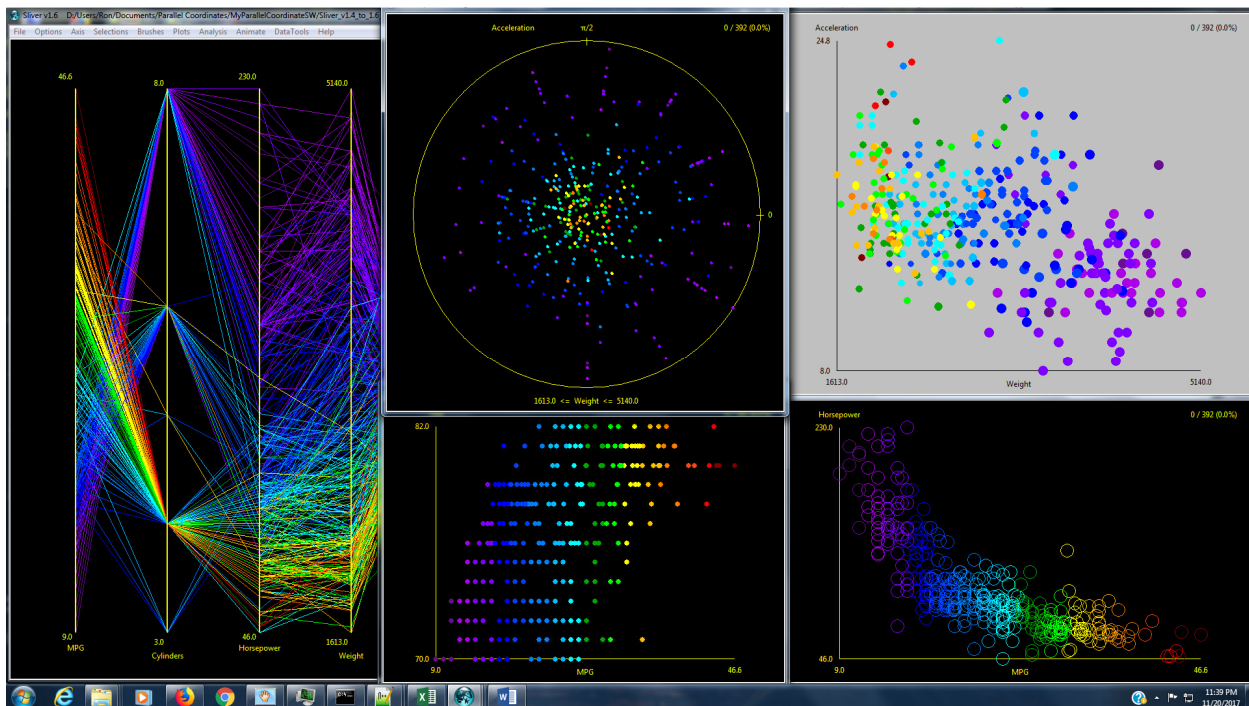 Sliver v1.6 D:/Users/Ron/Documents/Parallel Coordinates/MyParallelCoordinateSW/Sliver_v1.4_to_1.6
File Options Axis Selections Brushes Plots Analysis Animate DataTools Help
46.6
8.0
230.0
5140.0
9.0
MPG
3.0
Cylinders
46.0
Horsepower
1613.0
Weight
Acceleration π/2 0 / 392 (0.0%)
0
1613.0 <= Weight <= 5140.0
Acceleration 0 / 392 (0.0%)
24.8
8.0
1613.0 Weight 5140.0
82.0
70.0
9.0 MPG 46.6
Horsepower 0 / 392 (0.0%)
230.0
46.0
9.0 MPG 46.6
C:\_
X
W
11:39 PM
11/20/2017